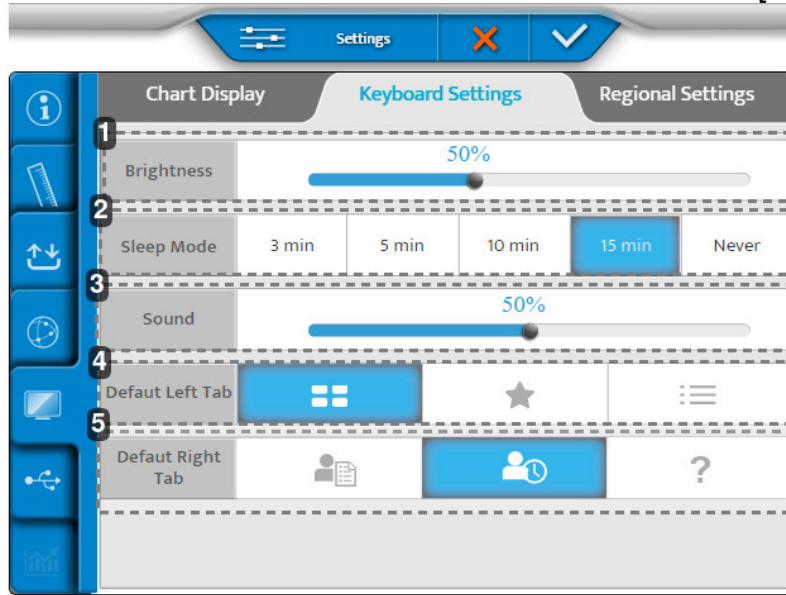 Settings
Chart Display Keyboard Settings Regional Settings
1
50%
Brightness
2
Sleep Mode 3 min 5 min 10 min 15 min Never
3
50%
Sound
4
Defaut Left Tab
5
Defaut Right
Tab
?